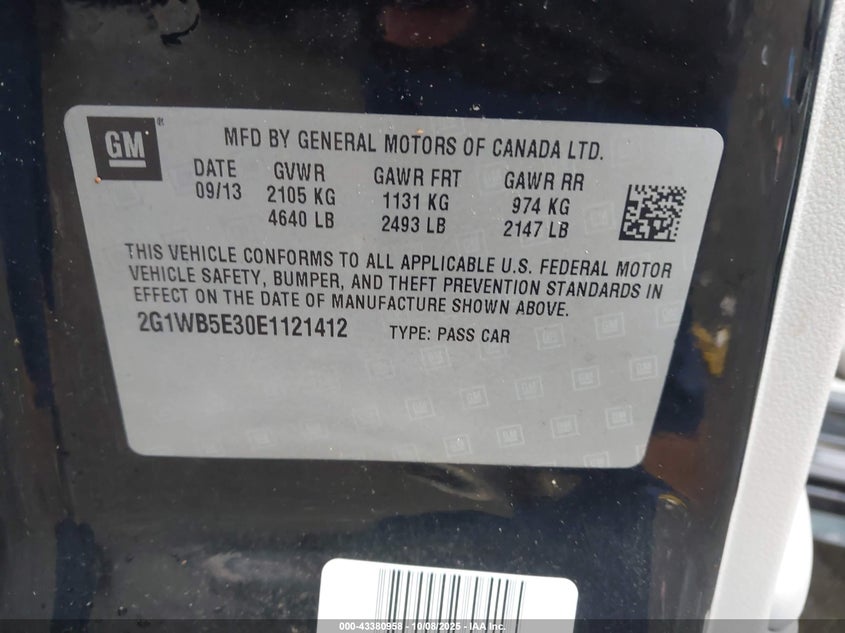 GM
®
MFD BY GENERAL MOTORS OF CANADA LTD.
DATE GVWR GAWR FRT GAWR RR
09/13 2105 KG 1131 KG 974 KG
4640 LB 2493 LB 2147 LB
THIS VEHICLE CONFORMS TO ALL APPLICABLE U.S. FEDERAL MOTOR
VEHICLE SAFETY, BUMPER, AND THEFT PREVENTION STANDARDS IN
EFFECT ON THE DATE OF MANUFACTURE SHOWN ABOVE.
2G1WB5E30E1121412 TYPE: PASS CAR
000-43380958 - 10/08/2025 - IAA Inc.